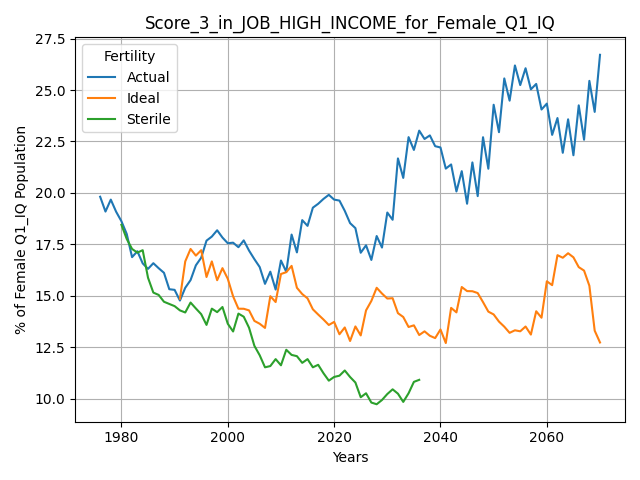 Score_3_in_JOB_HIGH_INCOME_for_Female_Q1_IQ
27.5
25.0
22.5
20.0
17.5
15.0
12.5
10.0
% of Female Q1_IQ Population
Fertility
Actual
Ideal
Sterile
1980
2000
2020
2040
2060
Years